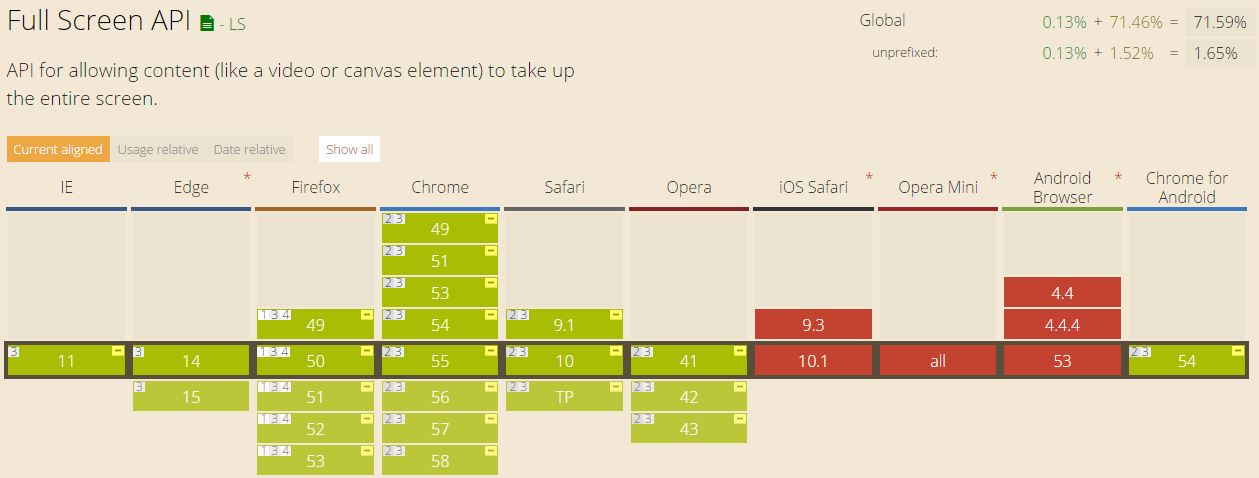 Full Screen API - LS
Global 0.13% + 71.46% = 71.59%
unprefixed: 0.13% + 1.52% = 1.65%
API for allowing content (like a video or canvas element) to take up
the entire screen.
Current aligned Usage relative Date relative Show all
IE Edge * Firefox Chrome Safari Opera iOS Safari * Opera Mini * Android Browser * Chrome for Android
2 3 49 -
2 3 51 -
2 3 53 - 4.4
1 3 4 49 - 2 3 54 - 2 3 9.1 - 9.3 4.4.4
3 11 - 3 14 1 3 4 50 - 2 3 55 - 2 3 10 - 2 3 41 - 10.1 all 53 2 3 54 -
3 15 1 3 4 51 - 2 3 56 - 2 3 TP - 2 3 42 -
1 3 4 52 - 2 3 57 - 2 3 43 -
1 3 4 53 - 2 3 58 -